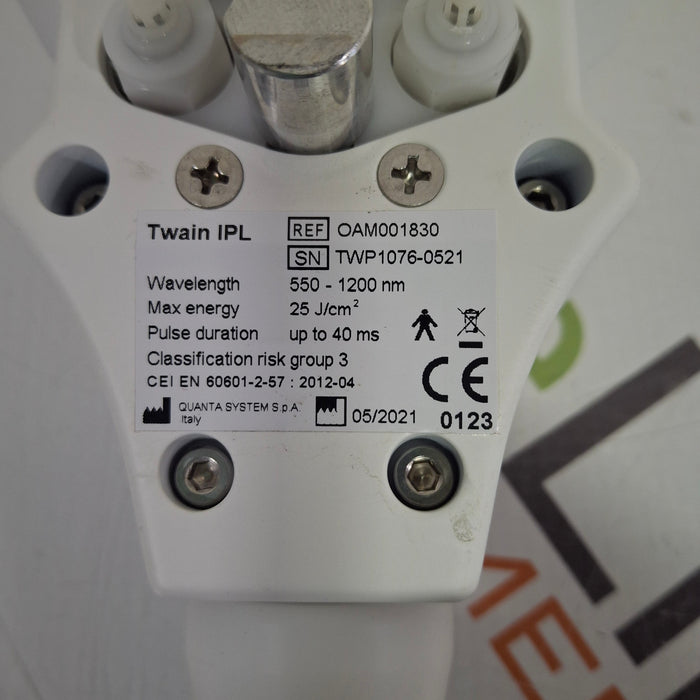 Twain IPL REF OAM001830
SN TWP1076-0521
Wavelength 550 - 1200 nm
Max energy 25 J/cm²
Pulse duration up to 40 ms
Classification risk group 3
CEI EN 60601-2-57 : 2012-04
QUANTA SYSTEM S.p.A.
Italy
05/2021
CE
0123